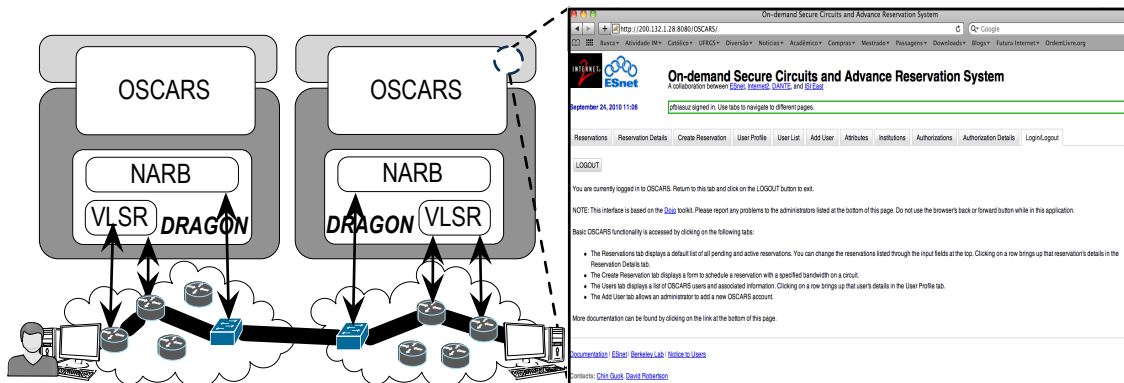 OSCARS
NARB
VLSR
DRAGON
OSCARS
NARB
DRAGON
VLSR
On-demand Secure Circuits and Advance Reservation System
http://200.132.1.28:8080/OSCARS/
Google
Busca Atividade IM Católico UFRGS Diversão Notícias Acadêmico Compras Mestrado Passagens Downloads Blogs Futura Internet OrdemLivre.org
INTERNET 2
ESnet
On-demand Secure Circuits and Advance Reservation System
A collaboration between ESnet, Internet2, DANTE, and ISI East
September 24, 2010 11:06
pfbiasuz signed in. Use tabs to navigate to different pages.
Reservations Reservation Details Create Reservation User Profile User List Add User Attributes Institutions Authorizations Authorization Details Login/Logout
LOGOUT
You are currently logged in to OSCARS. Return to this tab and click on the LOGOUT button to exit.
NOTE: This interface is based on the Dojo toolkit. Please report any problems to the administrators listed at the bottom of this page. Do not use the browser's back or forward button while in this application.
Basic OSCARS functionality is accessed by clicking on the following tabs:
• The Reservations tab displays a default list of all pending and active reservations. You can change the reservations listed through the input fields at the top. Clicking on a row brings up that reservation's details in the
Reservation Details tab.
• The Create Reservation tab displays a form to schedule a reservation with a specified bandwidth on a circuit.
• The Users tab displays a list of OSCARS users and associated information. Clicking on a row brings up that user's details in the User Profile tab.
• The Add User tab allows an administrator to add a new OSCARS account.
More documentation can be found by clicking on the link at the bottom of this page.
Documentation | ESnet | Berkeley Lab | Notice to Users
Contacts: Chin Guok, David Robertson